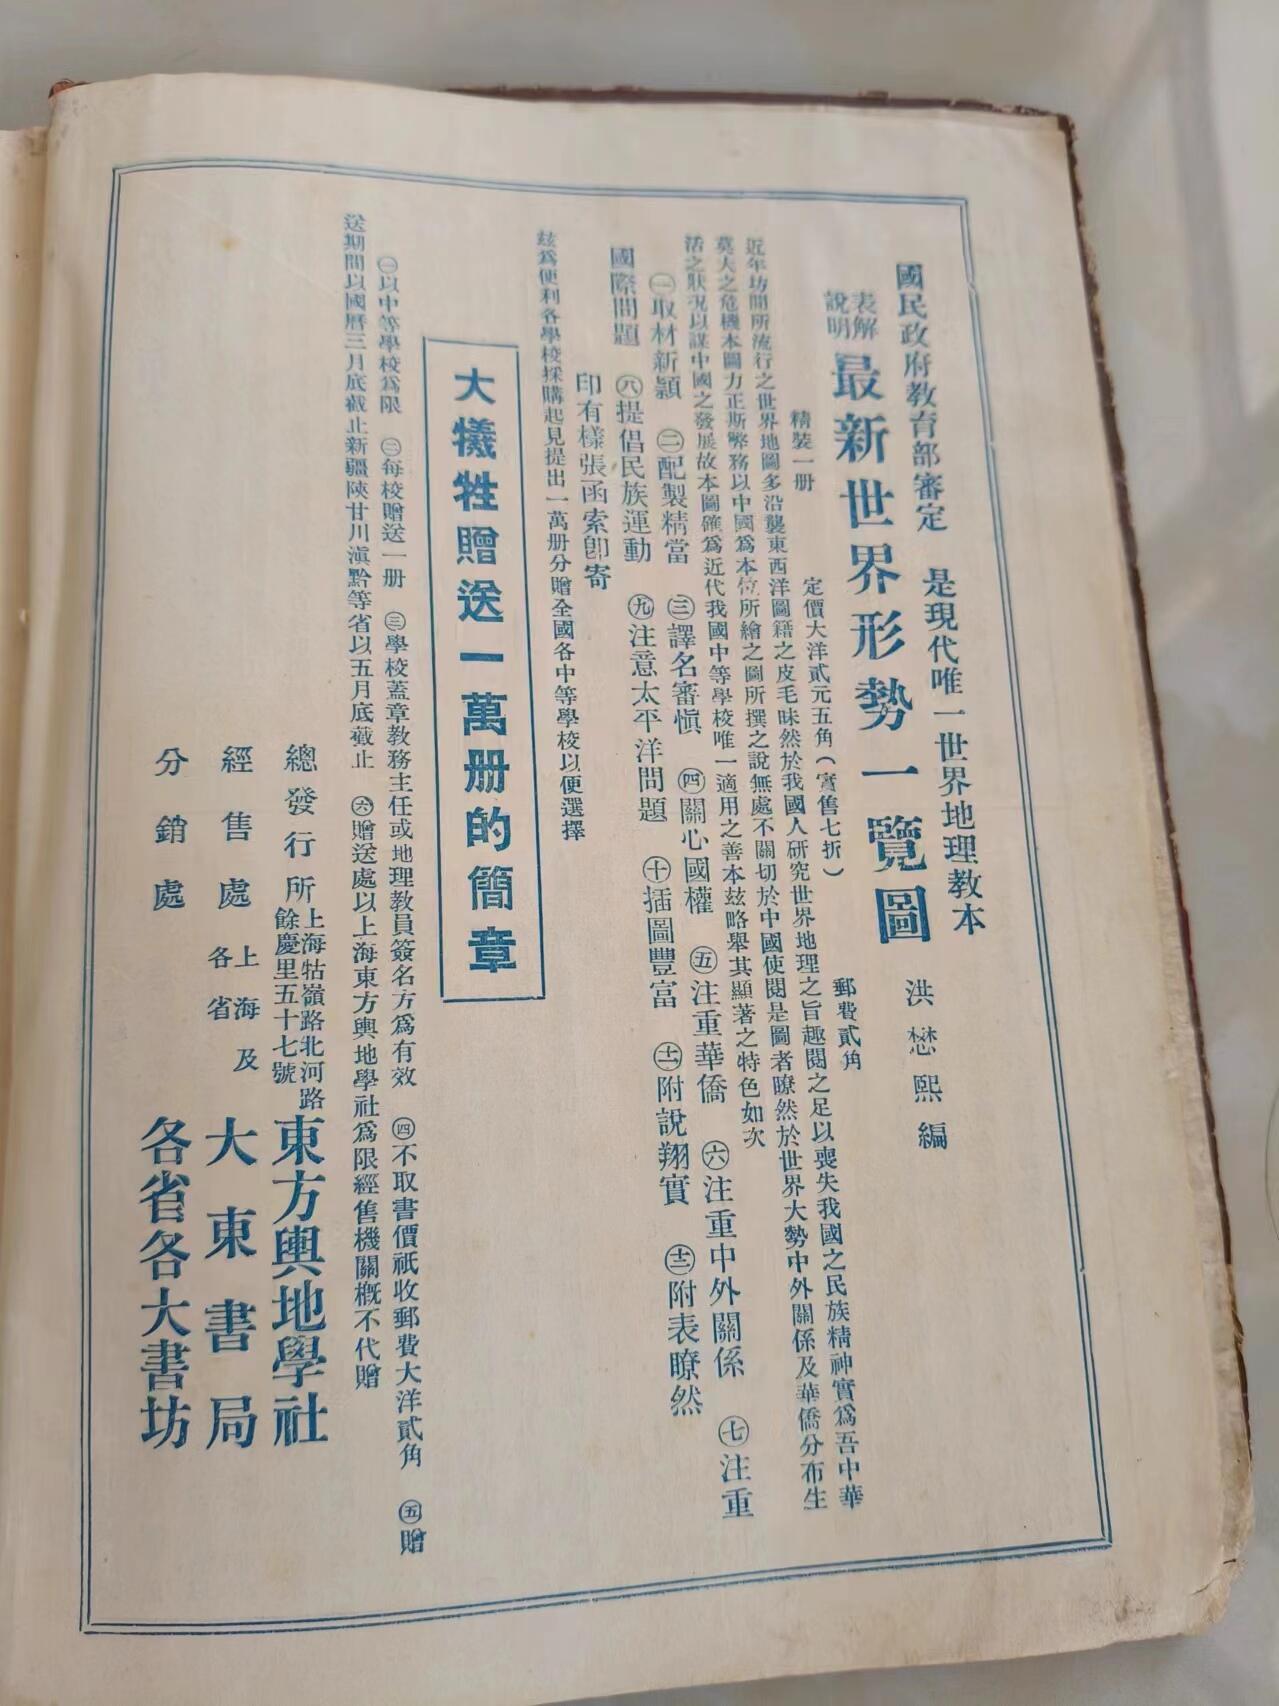 國民政府教育部審定　是現代唯一世界地理教本
表解說明 最新世界形勢一覽圖　洪懋熙編
精裝一册　定價大洋貳元五角（實售七折）　郵費貳角
近年坊間所流行之世界地圖多沿襲東西洋圖籍之皮毛昧然於我國人研究世界地理之旨趣閱之足以喪失我國之民族精神實爲吾中華
莫大之危機本圖力正斯弊務以中國爲本位所繪之圖所撰之說無處不關切於中國使閱是圖者瞭然於世界大勢中外關係及華僑分布生
活之狀况以謀中國之發展故本圖確爲近代我國中等學校唯一適用之善本玆略舉其顯著之特色如次
㊀取材新穎　㊁配製精當　㊂譯名審愼　㊃關心國權　㊄注重華僑　㊅注重中外關係　㊆注重
國際問題　㊇提倡民族運動　㊈注意太平洋問題　㊉插圖豐富　(十一)附說翔實　(十二)附表瞭然
印有樣張函索卽寄
玆爲便利各學校採購起見提出一萬册分贈全國各中等學校以便選擇
大犧牲贈送一萬册的簡章
㊀以中等學校爲限　㊁每校贈送一册　㊂學校蓋章教務主任或地理教員簽名方爲有效　㊃不取書價祇收郵費大洋貳角　㊄贈
送期間以國曆三月底截止新疆陝甘川滇黔等省以五月底截止　㊅贈送處以上海東方輿地學社爲限經售機關槪不代贈
總發行所 上海牯嶺路北河路餘慶里五十七號 東方輿地學社
經售處 上海及各省 大東書局
分銷處 各省各大書坊